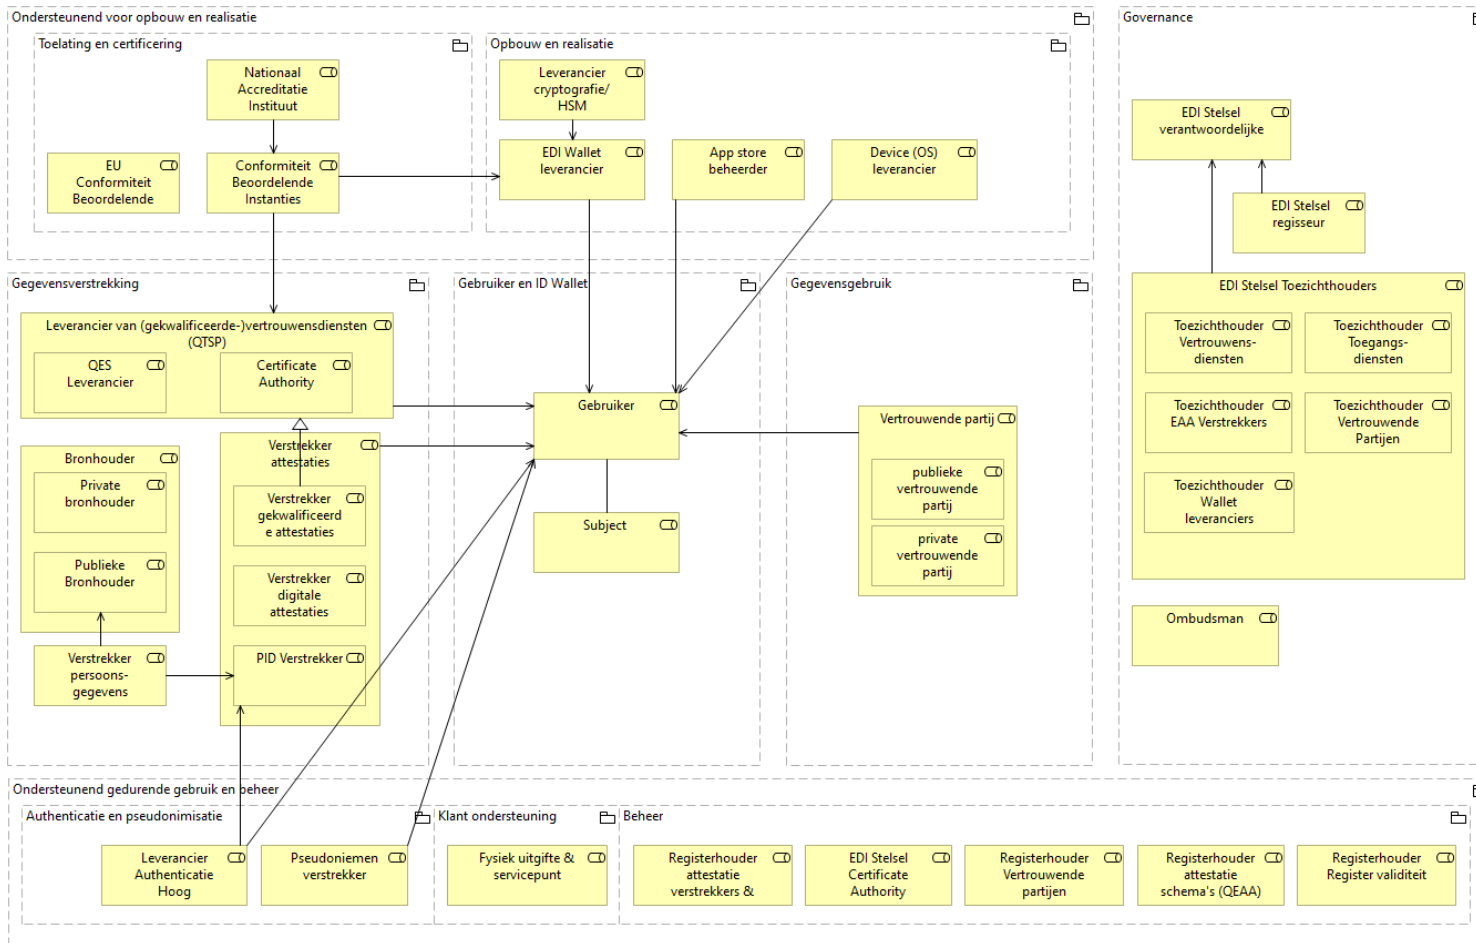 Ondersteunend voor opbouw en realisatie
Toelating en certificering
Nationaal
Accreditatie
Instituut
EU
Conformiteit
Beoordelende
Conformiteit
Beoordelende
Instanties
Opbouw en realisatie
Leverancier
cryptografie/
HSM
EDI Wallet
leverancier
App store
beheerder
Device (OS)
leverancier
Governance
EDI Stelsel
verantwoordelijke
EDI Stelsel
regisseur
EDI Stelsel Toezichthouders
Toezichthouder
Vertrouwens-
diensten
Toezichthouder
Toegangs-
diensten
Toezichthouder
EAA Verstrekkers
Toezichthouder
Vertrouwende
Partijen
Toezichthouder
Wallet
leveranciers
Ombudsman
Gegevensverstrekking
Leverancier van (gekwalificeerde-)vertrouwensdiensten
(QTSP)
QES
Leverancier
Certificate
Authority
Bronhouder
Private
bronhouder
Publieke
Bronhouder
Verstrekker
persoons-
gegevens
Verstrekker
attestaties
Verstrekker
gekwalificeerd
e attestaties
Verstrekker
digitale
attestaties
PID Verstrekker
Gebruiker en ID Wallet
Gebruiker
Subject
Gegevensgebruik
Vertrouwende partij
publieke
vertrouwende
partij
private
vertrouwende
partij
Ondersteunend gedurende gebruik en beheer
Authenticatie en pseudonimisatie
Leverancier
Authenticatie
Hoog
Pseudoniemen
verstrekker
Klant ondersteuning
Fysiek uitgifte &
servicepunt
Beheer
Registerhouder
attestatie
verstrekkers &
EDI Stelsel
Certificate
Authority
Registerhouder
Vertrouwende
partijen
Registerhouder
attestatie
schema's (QEAA)
Registerhouder
Register validiteit